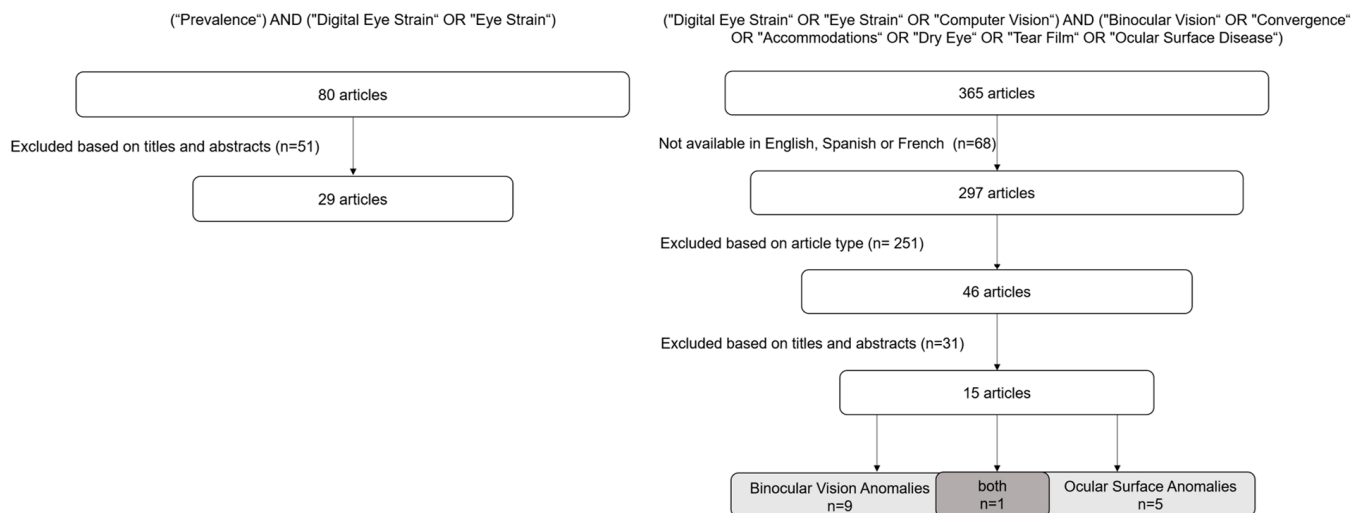 (“Prevalence“) AND ("Digital Eye Strain“ OR "Eye Strain“)
80 articles
Excluded based on titles and abstracts (n=51)
29 articles
("Digital Eye Strain“ OR "Eye Strain“ OR "Computer Vision“) AND ("Binocular Vision“ OR "Convergence“
OR "Accommodations“ OR "Dry Eye“ OR "Tear Film“ OR "Ocular Surface Disease“)
365 articles
Not available in English, Spanish or French (n=68)
297 articles
Excluded based on article type (n= 251)
46 articles
Excluded based on titles and abstracts (n=31)
15 articles
Binocular Vision Anomalies
n=9
both
n=1
Ocular Surface Anomalies
n=5